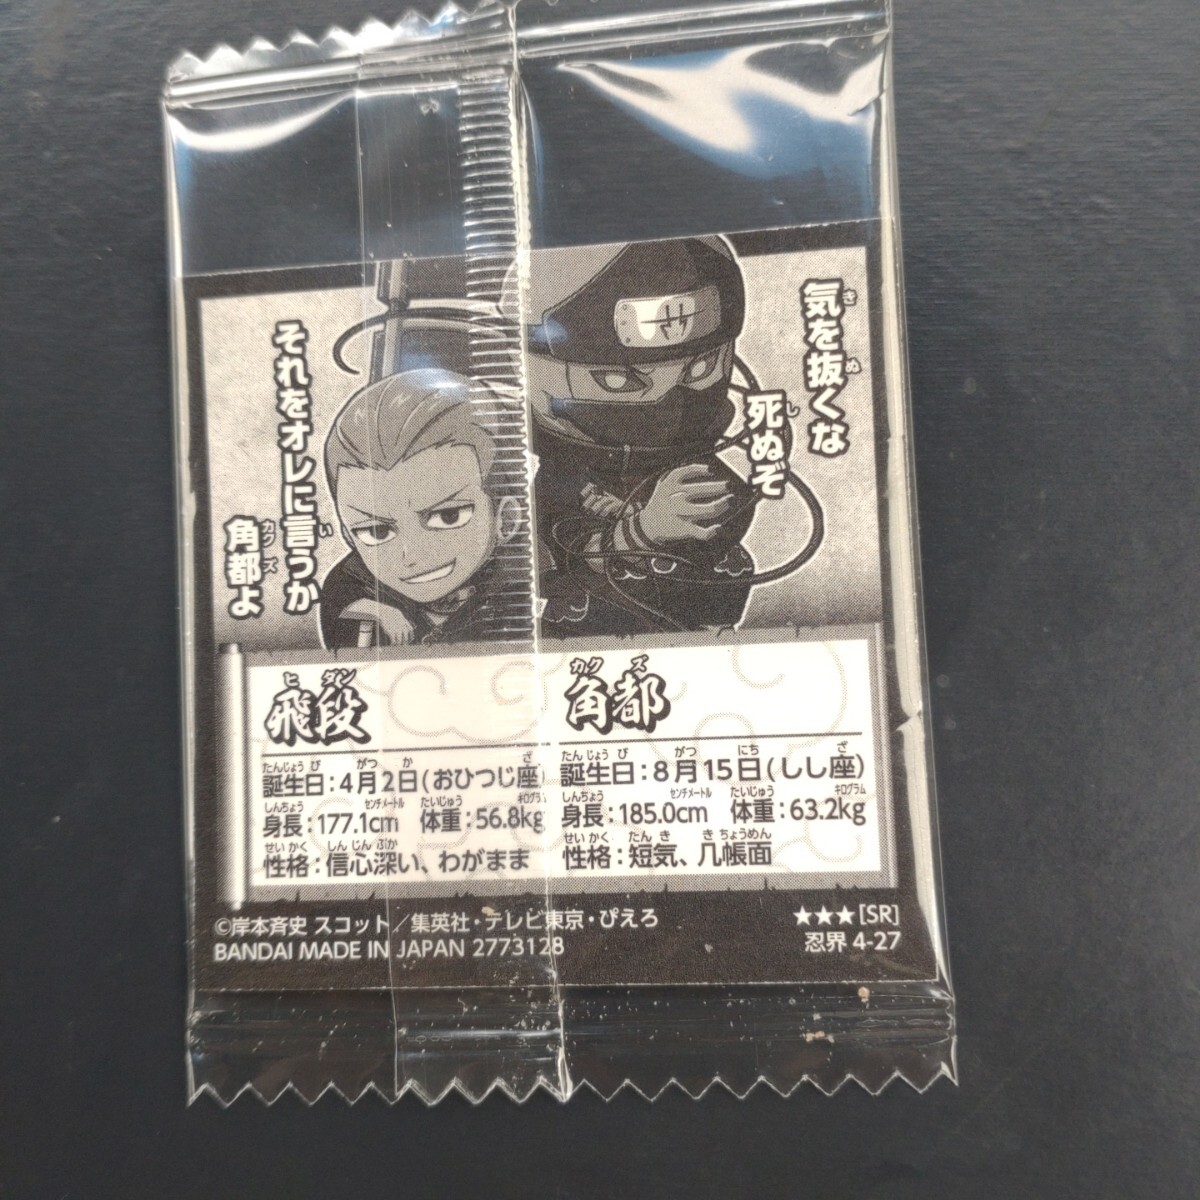 気を抜くな
死ぬぞ
それをオレに言うか
角都よ
飛段
誕生日:4月2日(おひつじ座)
身長:177.1cm 体重:56.8kg
性格:信心深い、わがまま
角都
誕生日:8月15日(しし座)
身長:185.0cm 体重:63.2kg
性格:短気、几帳面
©岸本斉史 スコット/集英社・テレビ東京・ぴえろ
BANDAI MADE IN JAPAN 2773128
★★★[SR]
忍界 4-27